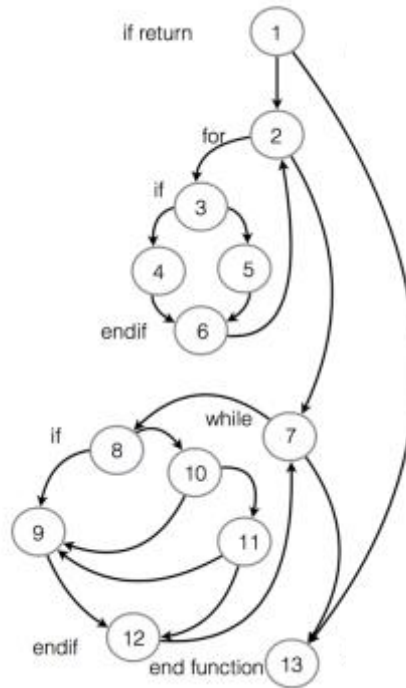 1
if return
2
for
if
3
4
5
6
endif
while
7
if
8
10
9
11
12
endif
end function
13